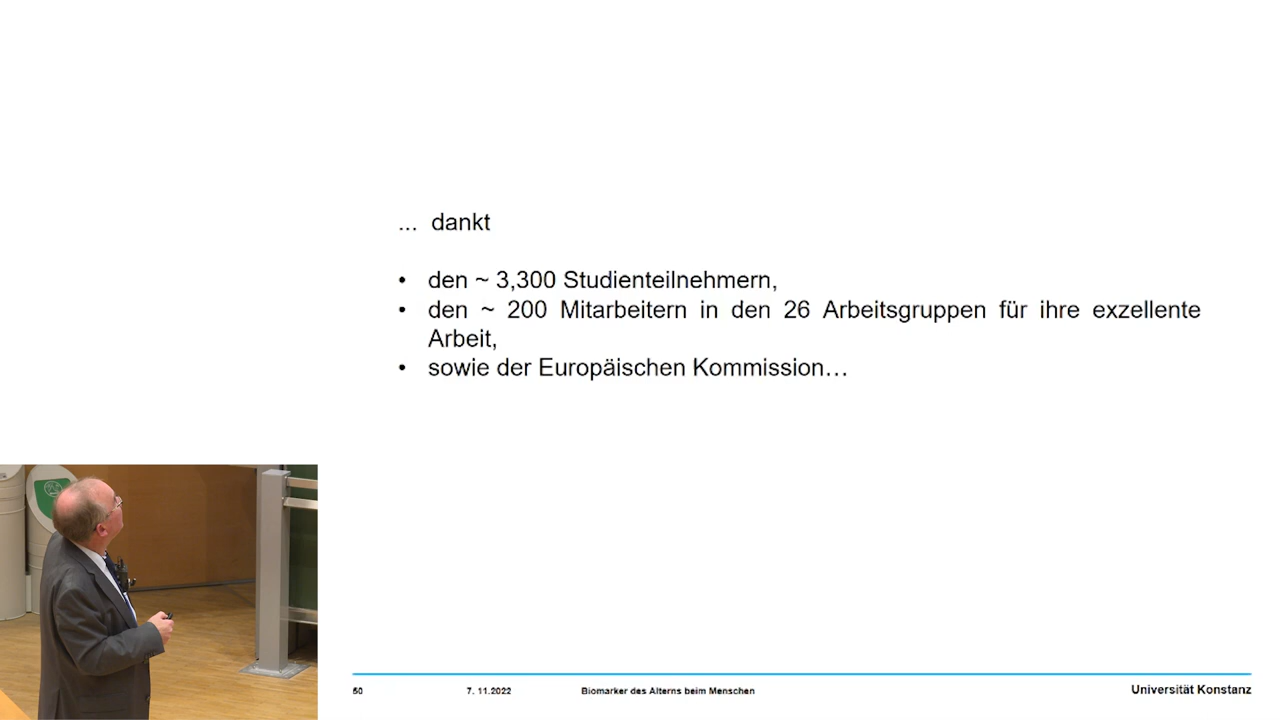 ... dankt
• den ~ 3,300 Studienteilnehmern,
• den ~ 200 Mitarbeitern in den 26 Arbeitsgruppen für ihre exzellente
Arbeit,
• sowie der Europäischen Kommission…
50 7. 11.2022 Biomarker des Alterns beim Menschen Universität Konstanz